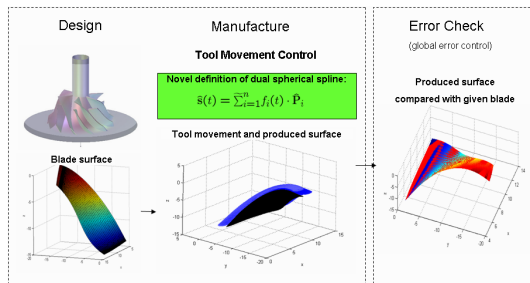 Design
Manufacture
Error Check
(global error control)
Tool Movement Control
Novel definition of dual spherical spline:
ŝ(t) = ∑̃ⁿᵢ₌₁ fᵢ(t) · P̂ᵢ
Produced surface
compared with given blade
Tool movement and produced surface
Blade surface